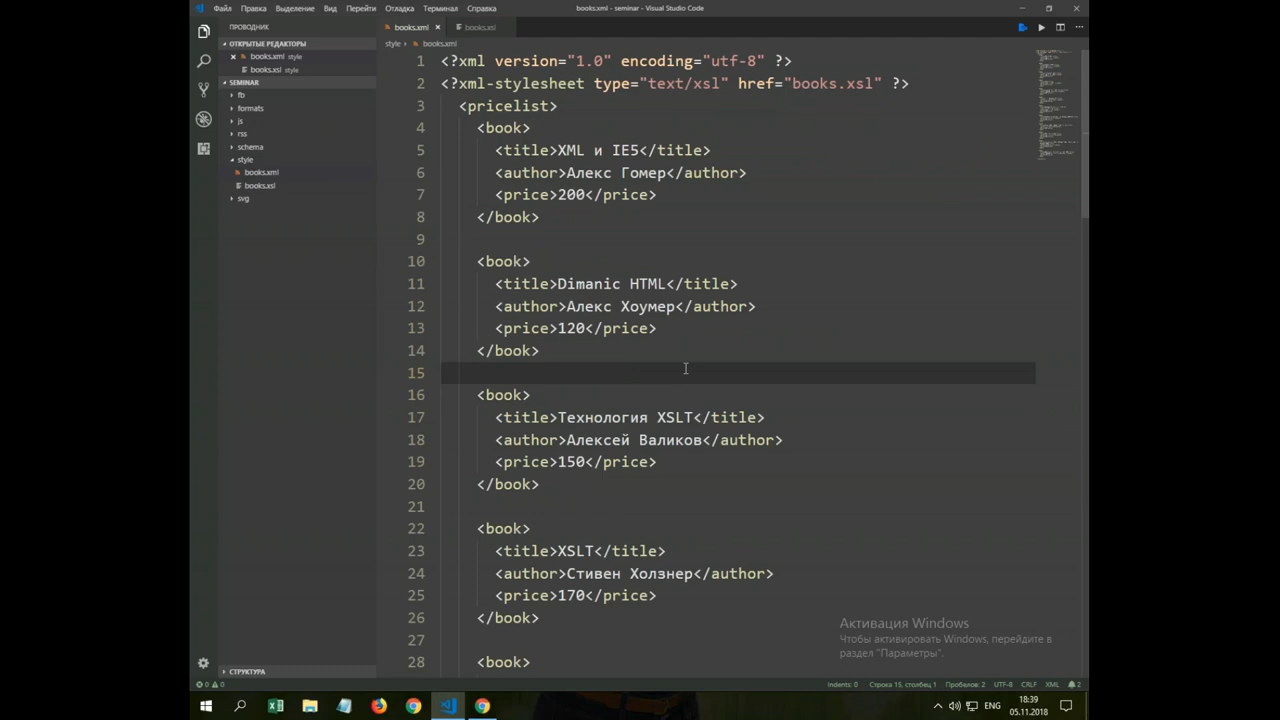 Файл Правка Выделение Вид Перейти Отладка Терминал Справка books.xml - seminar - Visual Studio Code
ПРОВОДНИК
books.xml books.xsl
ОТКРЫТЫЕ РЕДАКТОРЫ
style books.xml
books.xml style
books.xsl style
SEMINAR
fb
formats
js
rss
schema
style
books.xml
books.xsl
svg
СТРУКТУРА
1 <?xml version="1.0" encoding="utf-8" ?>
2 <?xml-stylesheet type="text/xsl" href="books.xsl" ?>
3 <pricelist>
4 <book>
5 <title>XML и IE5</title>
6 <author>Алекс Гомер</author>
7 <price>200</price>
8 </book>
9
10 <book>
11 <title>Dimanic HTML</title>
12 <author>Алекс Хоумер</author>
13 <price>120</price>
14 </book>
15
16 <book>
17 <title>Технология XSLT</title>
18 <author>Алексей Валиков</author>
19 <price>150</price>
20 </book>
21
22 <book>
23 <title>XSLT</title>
24 <author>Стивен Холзнер</author>
25 <price>170</price>
26 </book>
27
28 <book>
Активация Windows
Чтобы активировать Windows, перейдите в
раздел "Параметры".
0 0 Indents: 0 Строка 15, столбец 1 Пробелов: 2 UTF-8 CRLF XML 2
ENG 18:39
05.11.2018